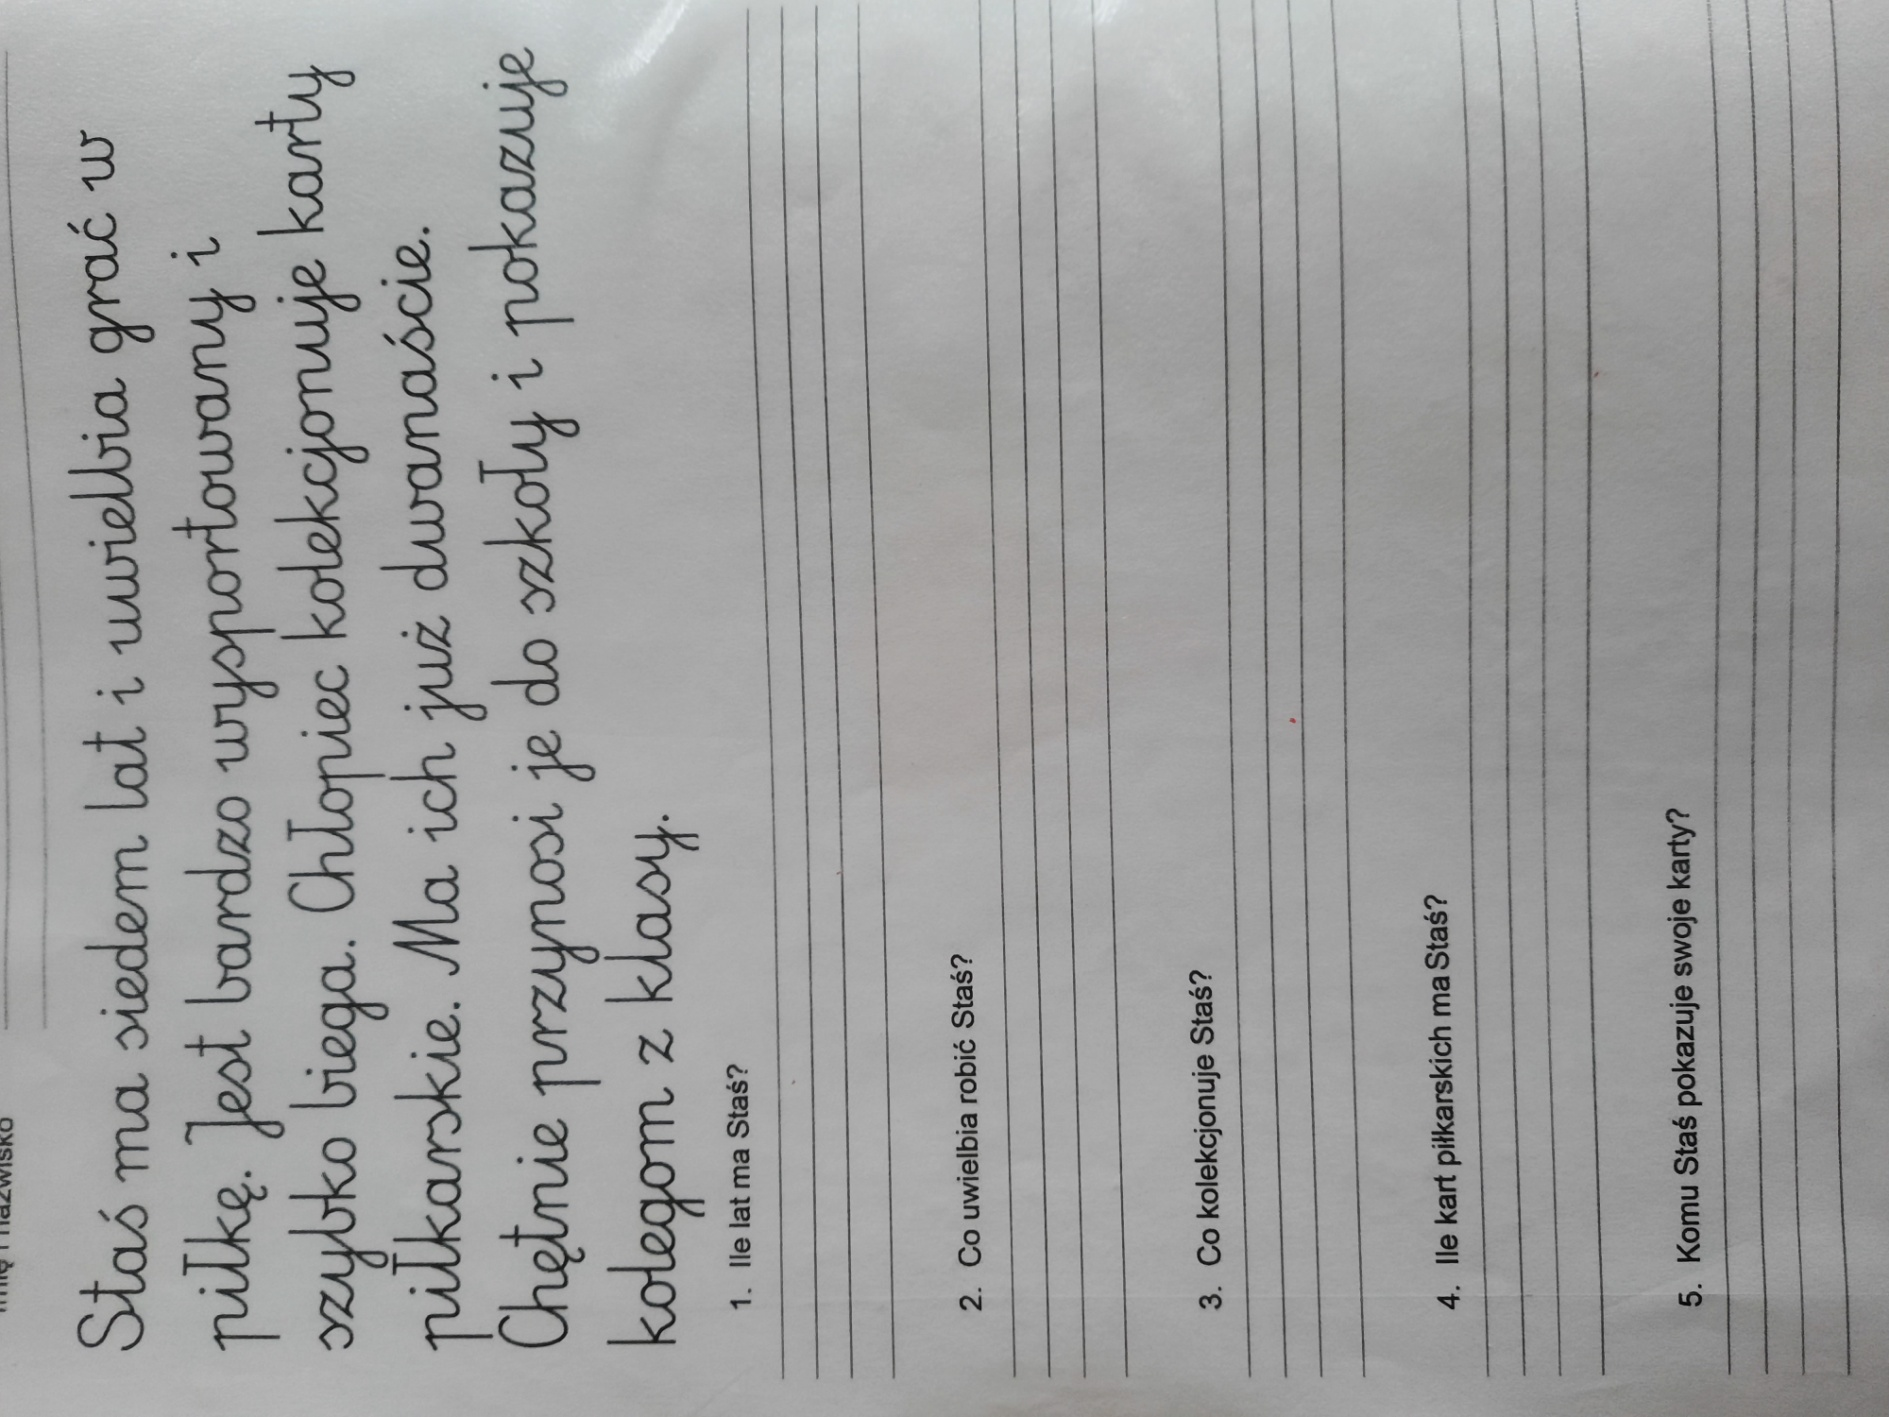 Imię i nazwisko
Staś ma siedem lat i uwielbia grać w
piłkę. Jest bardzo wysportowany i
szybko biega. Chłopiec kolekcjonuje karty
piłkarskie. Ma ich już dwanaście.
Chętnie przynosi je do szkoły i pokazuje
kolegom z klasy.
1. Ile lat ma Staś?
2. Co uwielbia robić Staś?
3. Co kolekcjonuje Staś?
4. Ile kart piłkarskich ma Staś?
5. Komu Staś pokazuje swoje karty?